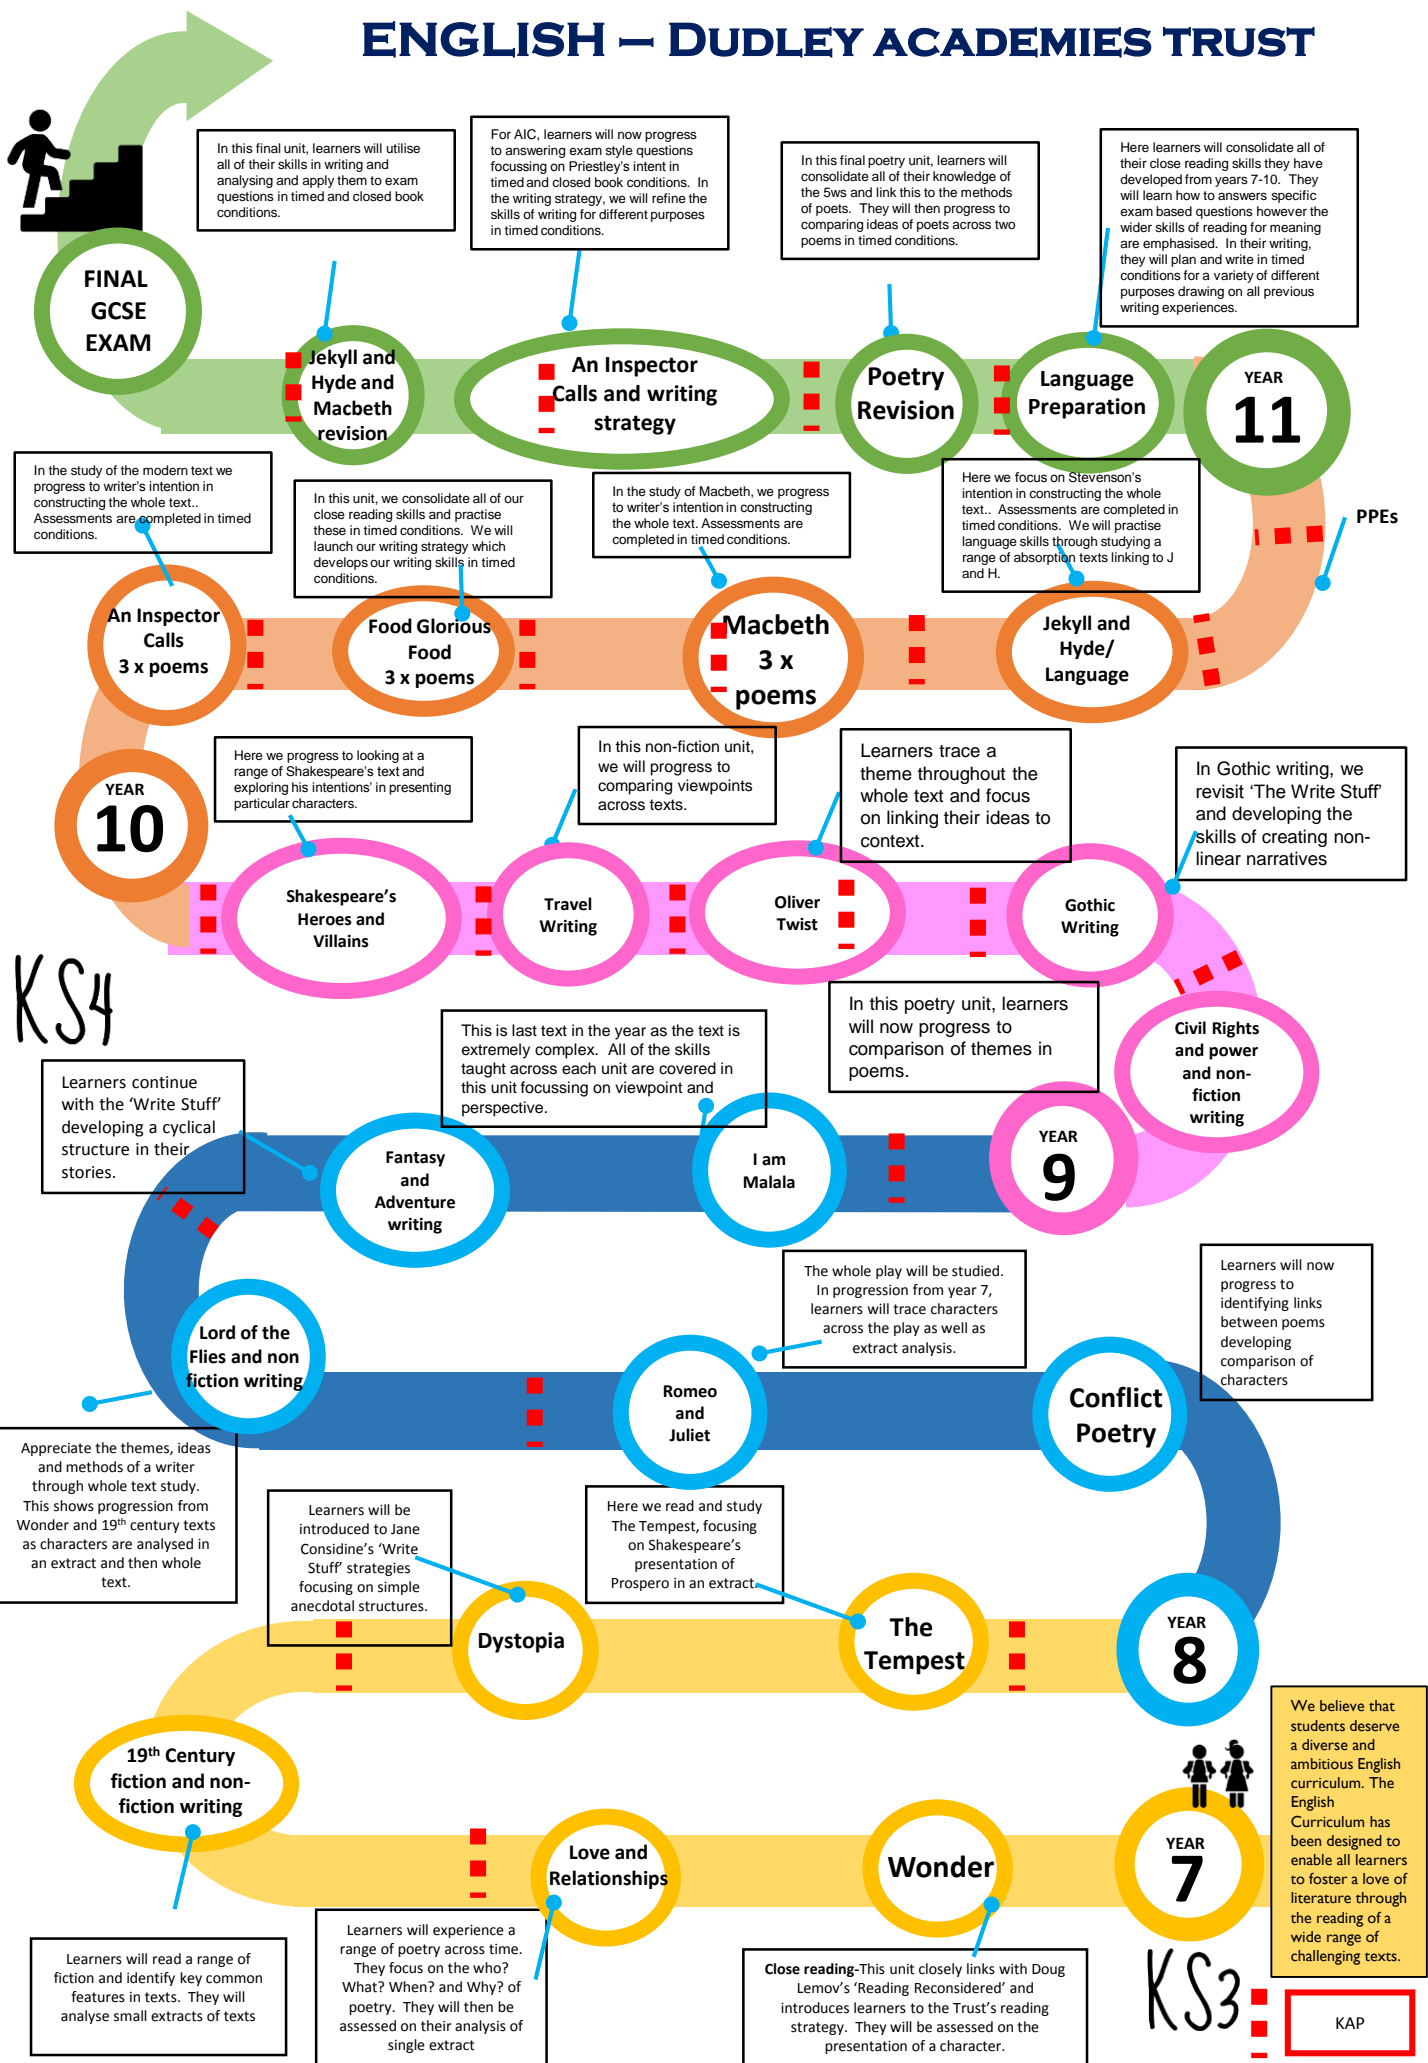 ENGLISH – DUDLEY ACADEMIES TRUST
In this final unit, learners will utilise
all of their skills in writing and
analysing and apply them to exam
questions in timed and closed book
conditions.
For AIC, learners will now progress
to answering exam style questions
focussing on Priestley's intent in
timed and closed book conditions. In
the writing strategy, we will refine the
skills of writing for different purposes
in timed conditions.
In this final poetry unit, learners will
consolidate all of their knowledge of
the 5ws and link this to the methods
of poets. They will then progress to
comparing ideas of poets across two
poems in timed conditions.
Here learners will consolidate all of
their close reading skills they have
developed from years 7-10. They
will learn how to answers specific
exam based questions however the
wider skills of reading for meaning
are emphasised. In their writing,
they will plan and write in timed
conditions for a variety of different
purposes drawing on all previous
writing experiences.
FINAL
GCSE
EXAM
Jekyll and
Hyde and
Macbeth
revision
An Inspector
Calls and writing
strategy
Poetry
Revision
Language
Preparation
YEAR
11
In the study of the modern text we
progress to writer's intention in
constructing the whole text..
Assessments are completed in timed
conditions.
In this unit, we consolidate all of our
close reading skills and practise
these in timed conditions. We will
launch our writing strategy which
develops our writing skills in timed
conditions.
In the study of Macbeth, we progress
to writer's intention in constructing
the whole text. Assessments are
completed in timed conditions.
Here we focus on Stevenson's
intention in constructing the whole
text.. Assessments are completed in
timed conditions. We will practise
language skills through studying a
range of absorption texts linking to J
and H.
PPEs
An Inspector
Calls
3 x poems
Food Glorious
Food
3 x poems
Macbeth
3 x
poems
Jekyll and
Hyde/
Language
YEAR
10
Here we progress to looking at a
range of Shakespeare's text and
exploring his intentions' in presenting
particular characters.
In this non-fiction unit,
we will progress to
comparing viewpoints
across texts.
Learners trace a
theme throughout the
whole text and focus
on linking their ideas to
context.
In Gothic writing, we
revisit 'The Write Stuff'
and developing the
skills of creating non-
linear narratives
Shakespeare's
Heroes and
Villains
Travel
Writing
Oliver
Twist
Gothic
Writing
KS4
In this poetry unit, learners
will now progress to
comparison of themes in
poems.
Civil Rights
and power
and non-
fiction
writing
This is last text in the year as the text is
extremely complex. All of the skills
taught across each unit are covered in
this unit focussing on viewpoint and
perspective.
Learners continue
with the 'Write Stuff'
developing a cyclical
structure in their
stories.
Fantasy
and
Adventure
writing
I am
Malala
YEAR
9
Lord of the
Flies and non
fiction writing
The whole play will be studied.
In progression from year 7,
learners will trace characters
across the play as well as
extract analysis.
Learners will now
progress to
identifying links
between poems
developing
comparison of
characters
Romeo
and
Juliet
Conflict
Poetry
Appreciate the themes, ideas
and methods of a writer
through whole text study.
This shows progression from
Wonder and 19th century texts
as characters are analysed in
an extract and then whole
text.
Learners will be
introduced to Jane
Considine's 'Write
Stuff' strategies
focusing on simple
anecdotal structures.
Here we read and study
The Tempest, focusing
on Shakespeare's
presentation of
Prospero in an extract.
Dystopia
The
Tempest
YEAR
8
19th Century
fiction and non-
fiction writing
Love and
Relationships
Wonder
YEAR
7
We believe that
students deserve
a diverse and
ambitious English
curriculum. The
English
Curriculum has
been designed to
enable all learners
to foster a love of
literature through
the reading of a
wide range of
challenging texts.
Learners will read a range of
fiction and identify key common
features in texts. They will
analyse small extracts of texts
Learners will experience a
range of poetry across time.
They focus on the who?
What? When? and Why? of
poetry. They will then be
assessed on their analysis of
single extract
Close reading-This unit closely links with Doug
Lemov's 'Reading Reconsidered' and
introduces learners to the Trust's reading
strategy. They will be assessed on the
presentation of a character.
KS3
KAP